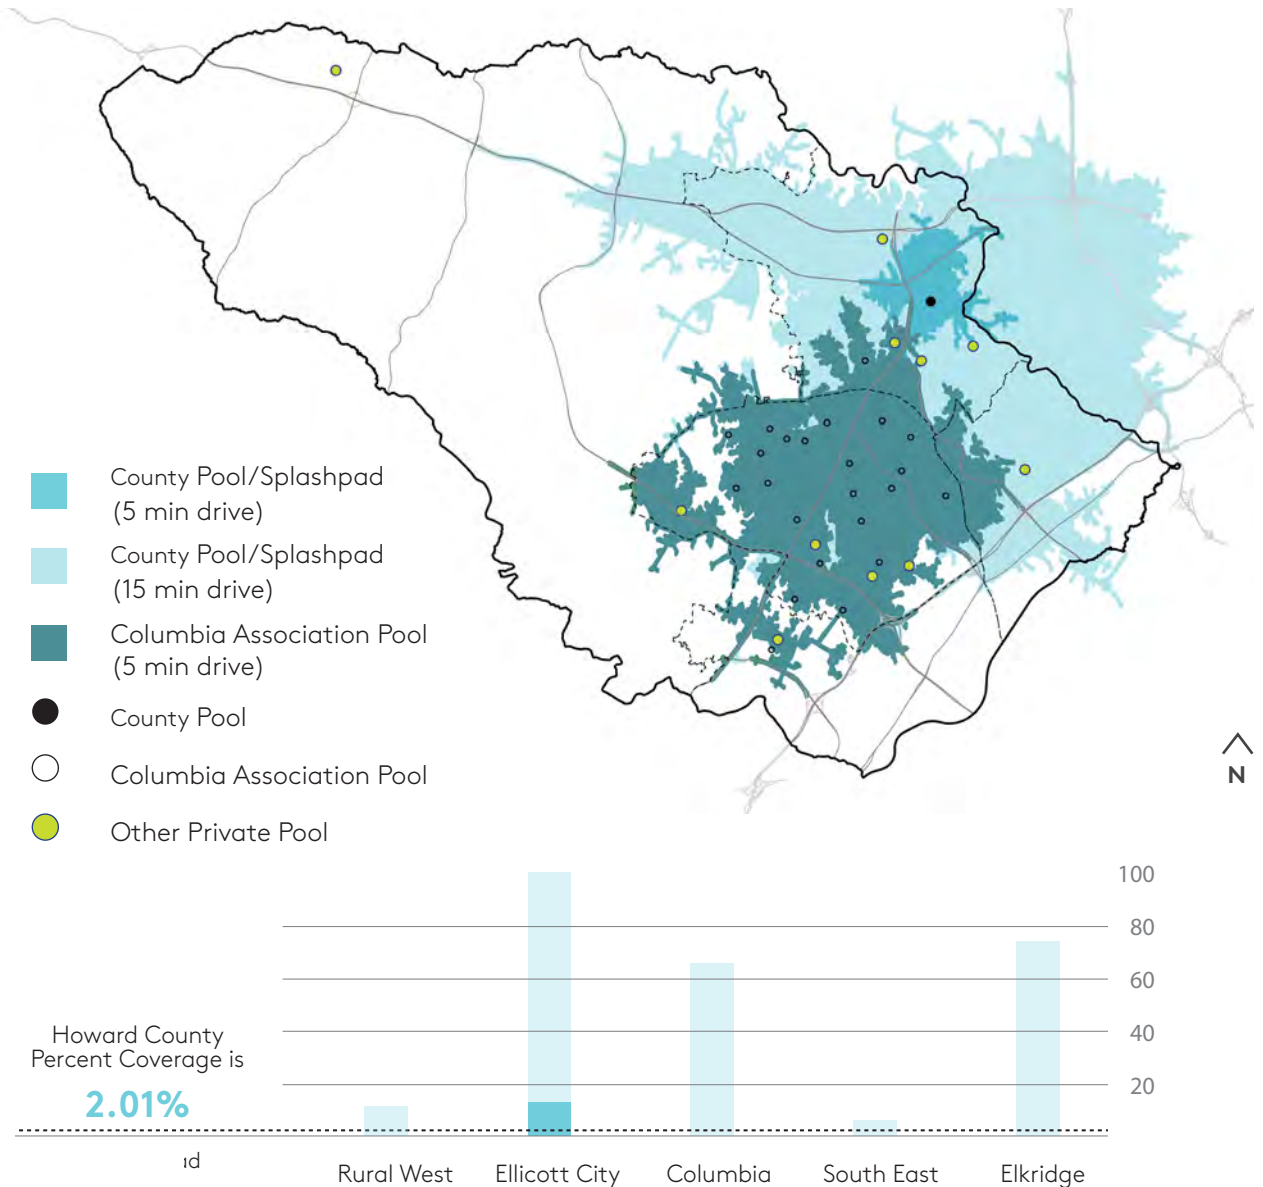 County Pool/Splashpad
(5 min drive)
County Pool/Splashpad
(15 min drive)
Columbia Association Pool
(5 min drive)
County Pool
Columbia Association Pool
Other Private Pool
N
100
80
60
40
20
Howard County
Percent Coverage is
2.01%
Rural West
Ellicott City
Columbia
South East
Elkridge